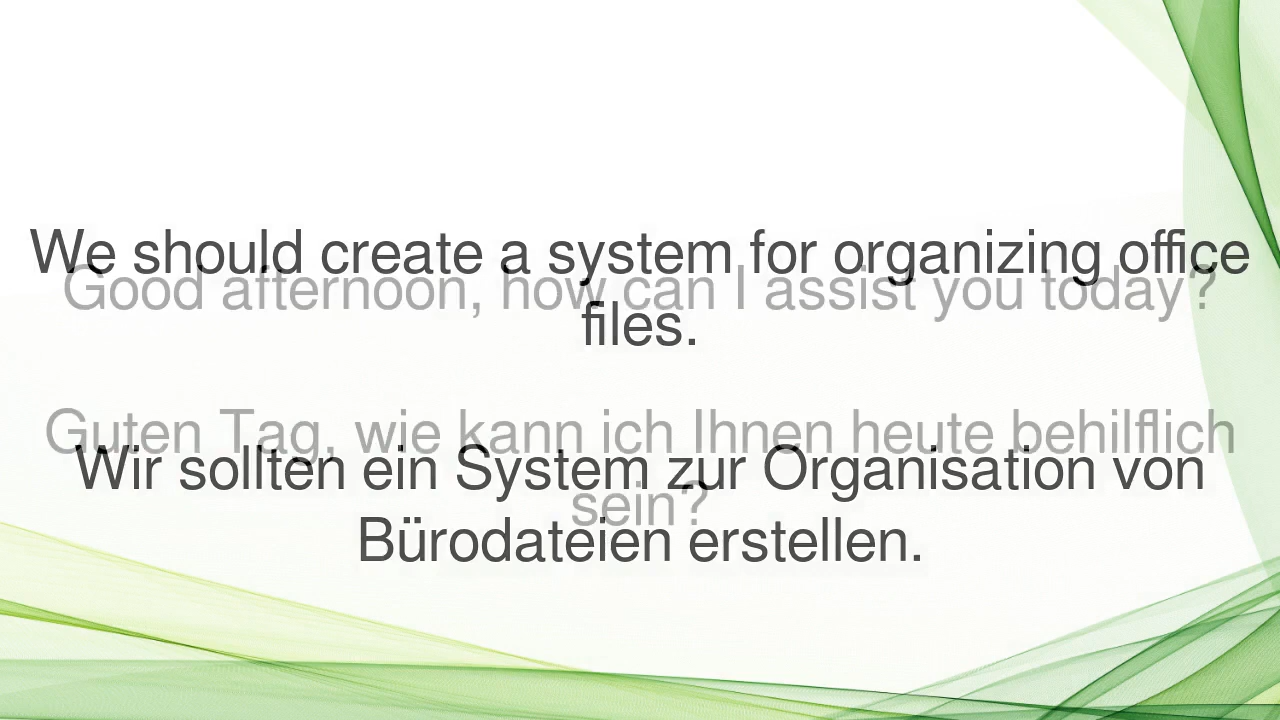 We should create a system for organizing office
Good afternoon, how can I assist you today?
files.
Guten Tag, wie kann ich Ihnen heute behilflich
Wir sollten ein System zur Organisation von
sein?
Bürodateien erstellen.